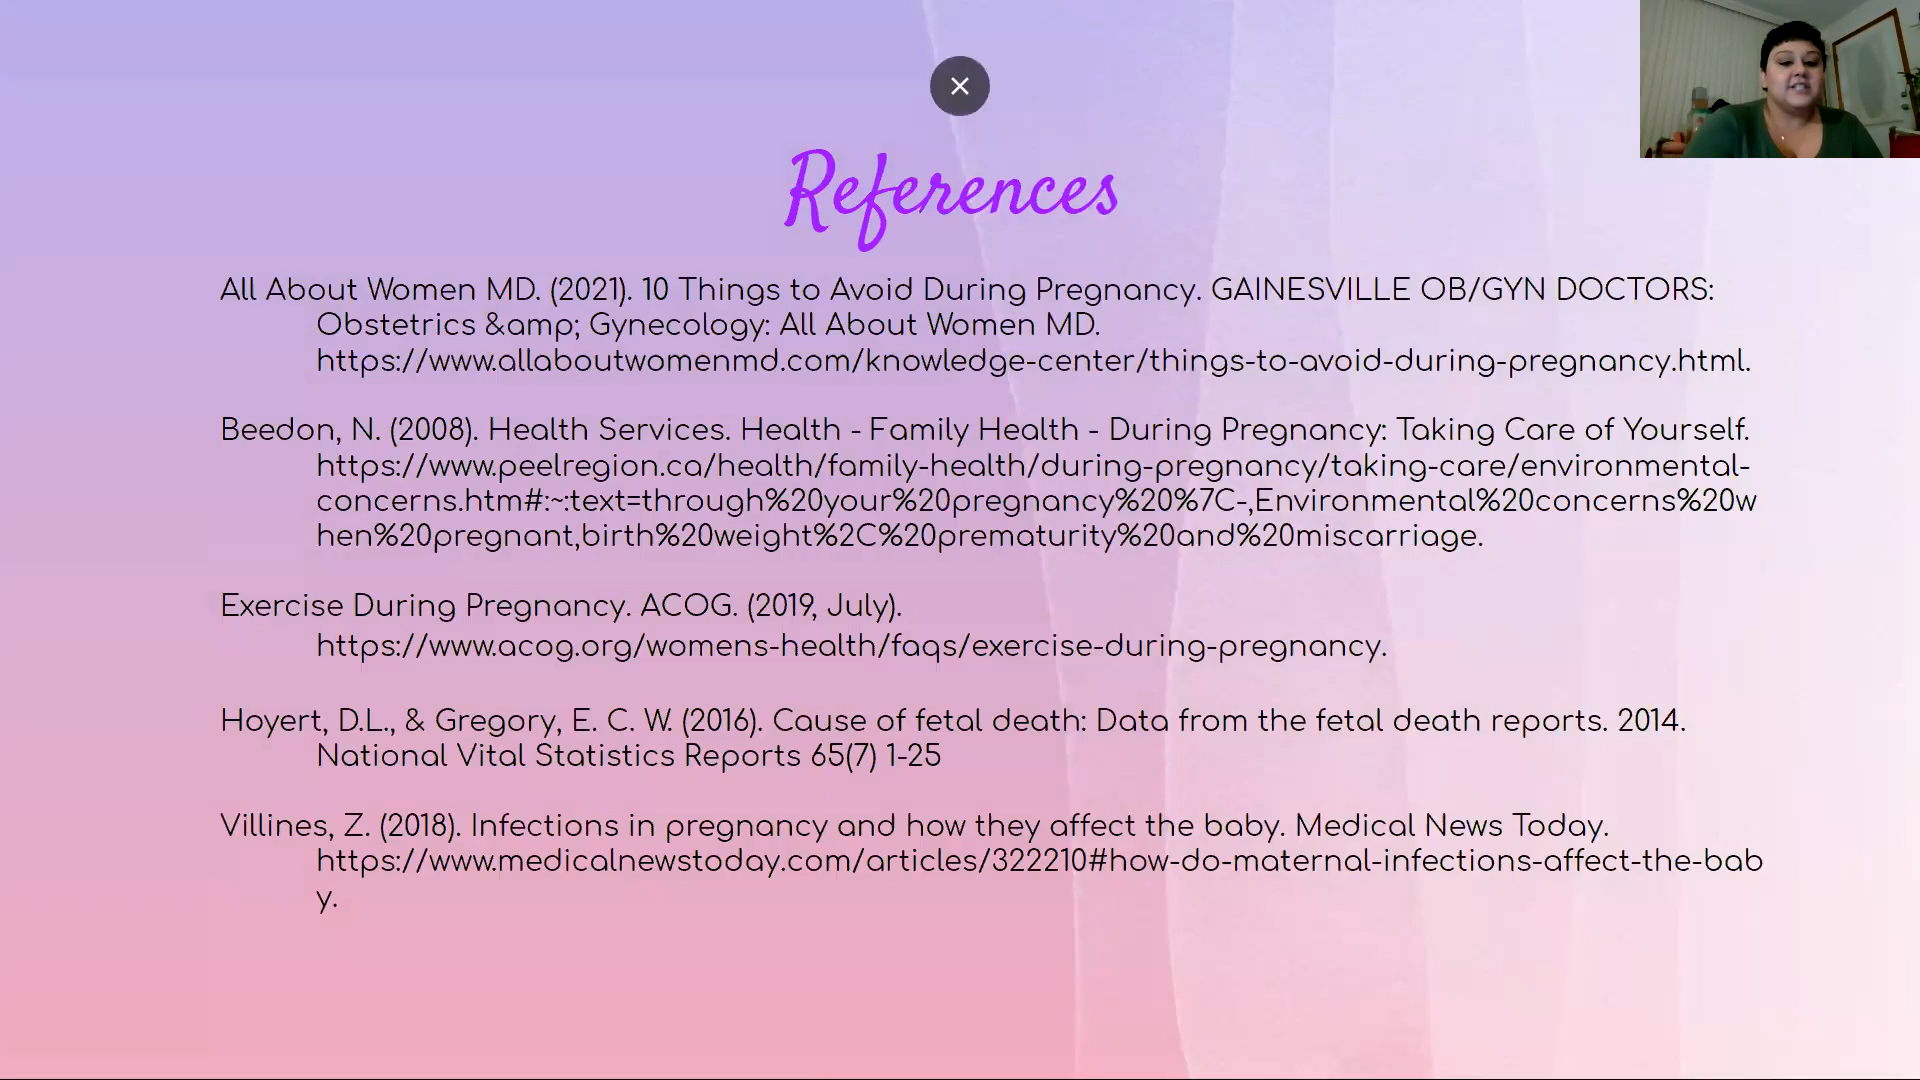 References
All About Women MD. (2021). 10 Things to Avoid During Pregnancy. GAINESVILLE OB/GYN DOCTORS:
Obstetrics &amp; Gynecology: All About Women MD.
https://www.allaboutwomenmd.com/knowledge-center/things-to-avoid-during-pregnancy.html.
Beedon, N. (2008). Health Services. Health - Family Health - During Pregnancy: Taking Care of Yourself.
https://www.peelregion.ca/health/family-health/during-pregnancy/taking-care/environmental-
concerns.htm#:~:text=through%20your%20pregnancy%20%7C-,Environmental%20concerns%20w
hen%20pregnant,birth%20weight%2C%20prematurity%20and%20miscarriage.
Exercise During Pregnancy. ACOG. (2019, July).
https://www.acog.org/womens-health/faqs/exercise-during-pregnancy.
Hoyert, D.L., & Gregory, E. C. W. (2016). Cause of fetal death: Data from the fetal death reports. 2014.
National Vital Statistics Reports 65(7) 1-25
Villines, Z. (2018). Infections in pregnancy and how they affect the baby. Medical News Today.
https://www.medicalnewstoday.com/articles/322210#how-do-maternal-infections-affect-the-bab
y.